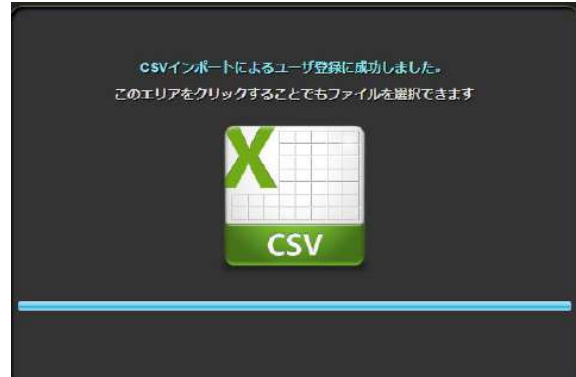 CSVインポートによるユーザ登録に成功しました。
このエリアをクリックすることでもファイルを選択できます
X
CSV